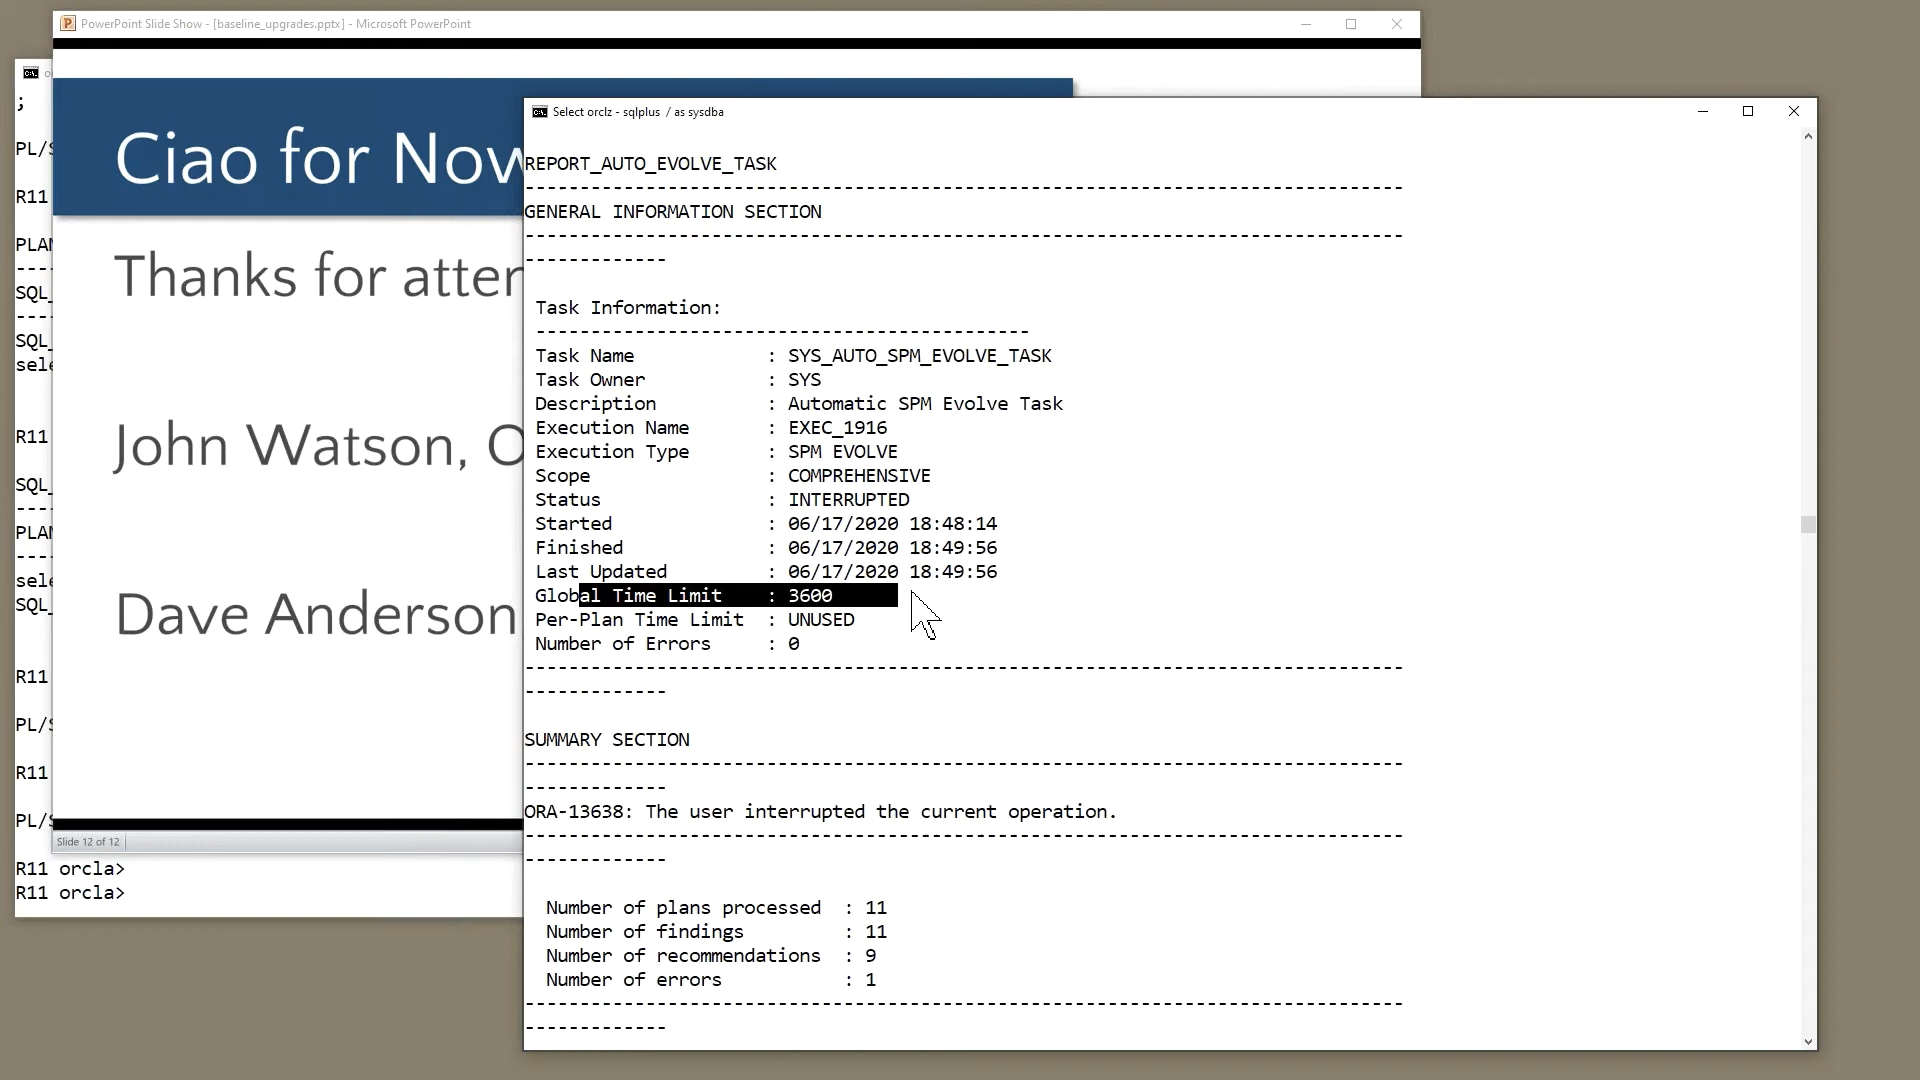 PowerPoint Slide Show - [baseline_upgrades.pptx] - Microsoft PowerPoint
;
PL/S
R11
PLAN
----
SQL_
----
SQL_
sele
R11
SQL_
----
PLAN
----
sele
SQL_
R11
PL/S
R11
PL/S
R11 orcla>
R11 orcla>
Ciao for Now
Thanks for atten
John Watson, O
Dave Anderson
Slide 12 of 12
Select orclz - sqlplus / as sysdba
REPORT_AUTO_EVOLVE_TASK
--------------------------------------------------------------------------------
GENERAL INFORMATION SECTION
--------------------------------------------------------------------------------
-------------
Task Information:
---------------------------------------------
Task Name : SYS_AUTO_SPM_EVOLVE_TASK
Task Owner : SYS
Description : Automatic SPM Evolve Task
Execution Name : EXEC_1916
Execution Type : SPM EVOLVE
Scope : COMPREHENSIVE
Status : INTERRUPTED
Started : 06/17/2020 18:48:14
Finished : 06/17/2020 18:49:56
Last Updated : 06/17/2020 18:49:56
Global Time Limit : 3600
Per-Plan Time Limit : UNUSED
Number of Errors : 0
--------------------------------------------------------------------------------
-------------
SUMMARY SECTION
--------------------------------------------------------------------------------
-------------
ORA-13638: The user interrupted the current operation.
--------------------------------------------------------------------------------
-------------
Number of plans processed : 11
Number of findings : 11
Number of recommendations : 9
Number of errors : 1
--------------------------------------------------------------------------------
-------------